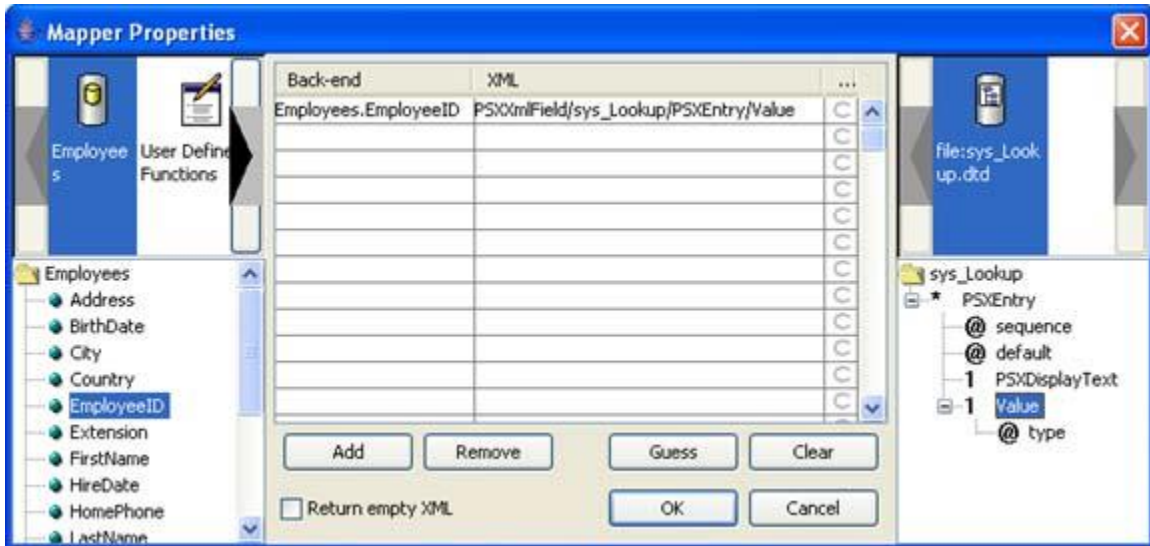 Mapper Properties
Employee
s
User Define
Functions
Back-end XML ...
Employees.EmployeeID PSXXmlField/sys_Lookup/PSXEntry/Value C
C
C
C
C
C
C
C
C
C
C
C
file:sys_Look
up.dtd
Employees
Address
BirthDate
City
Country
EmployeeID
Extension
FirstName
HireDate
HomePhone
LastName
Add Remove Guess Clear
Return empty XML OK Cancel
sys_Lookup
* PSXEntry
@ sequence
@ default
1 PSXDisplayText
1 Value
@ type